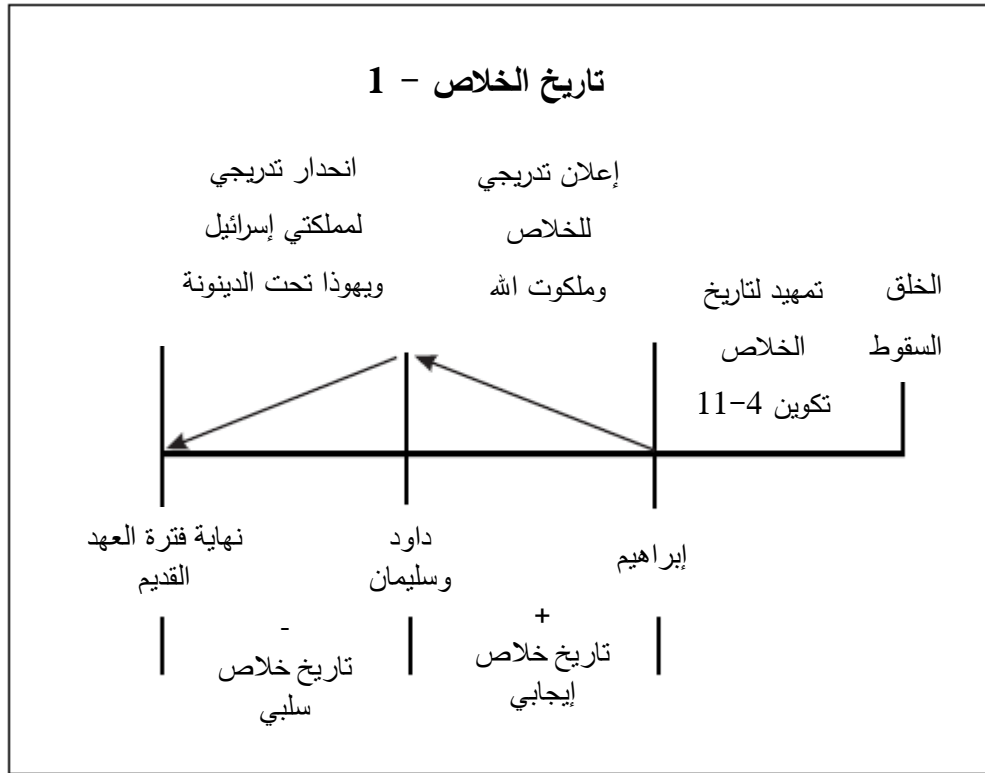 تاريخ الخلاص – 1
الخلق
السقوط
تمهيد لتاريخ
الخلاص
تكوين 4–11
إعلان تدريجي
للخلاص
وملكوت الله
انحدار تدريجي
لمملكتي إسرائيل
ويهوذا تحت الدينونة
إبراهيم
داود
وسليمان
نهاية فترة العهد
القديم
+
تاريخ خلاص
إيجابي
-
تاريخ خلاص
سلبي